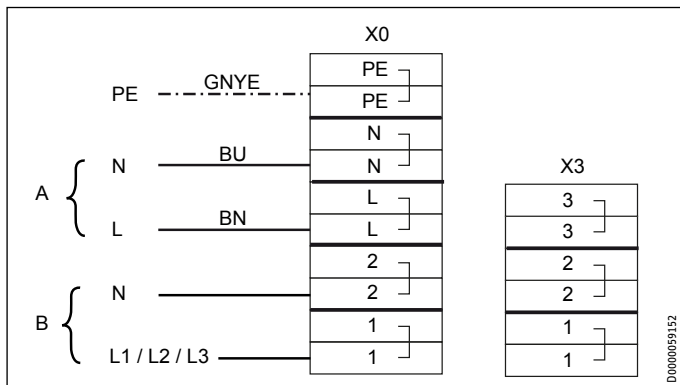 X0
PE
GNYE
PE
PE
N
N
BU
N
X3
A
L
3
L
BN
L
3
2
2
N
2
2
B
1
1
L1 / L2 / L3
1
1
D0000059152